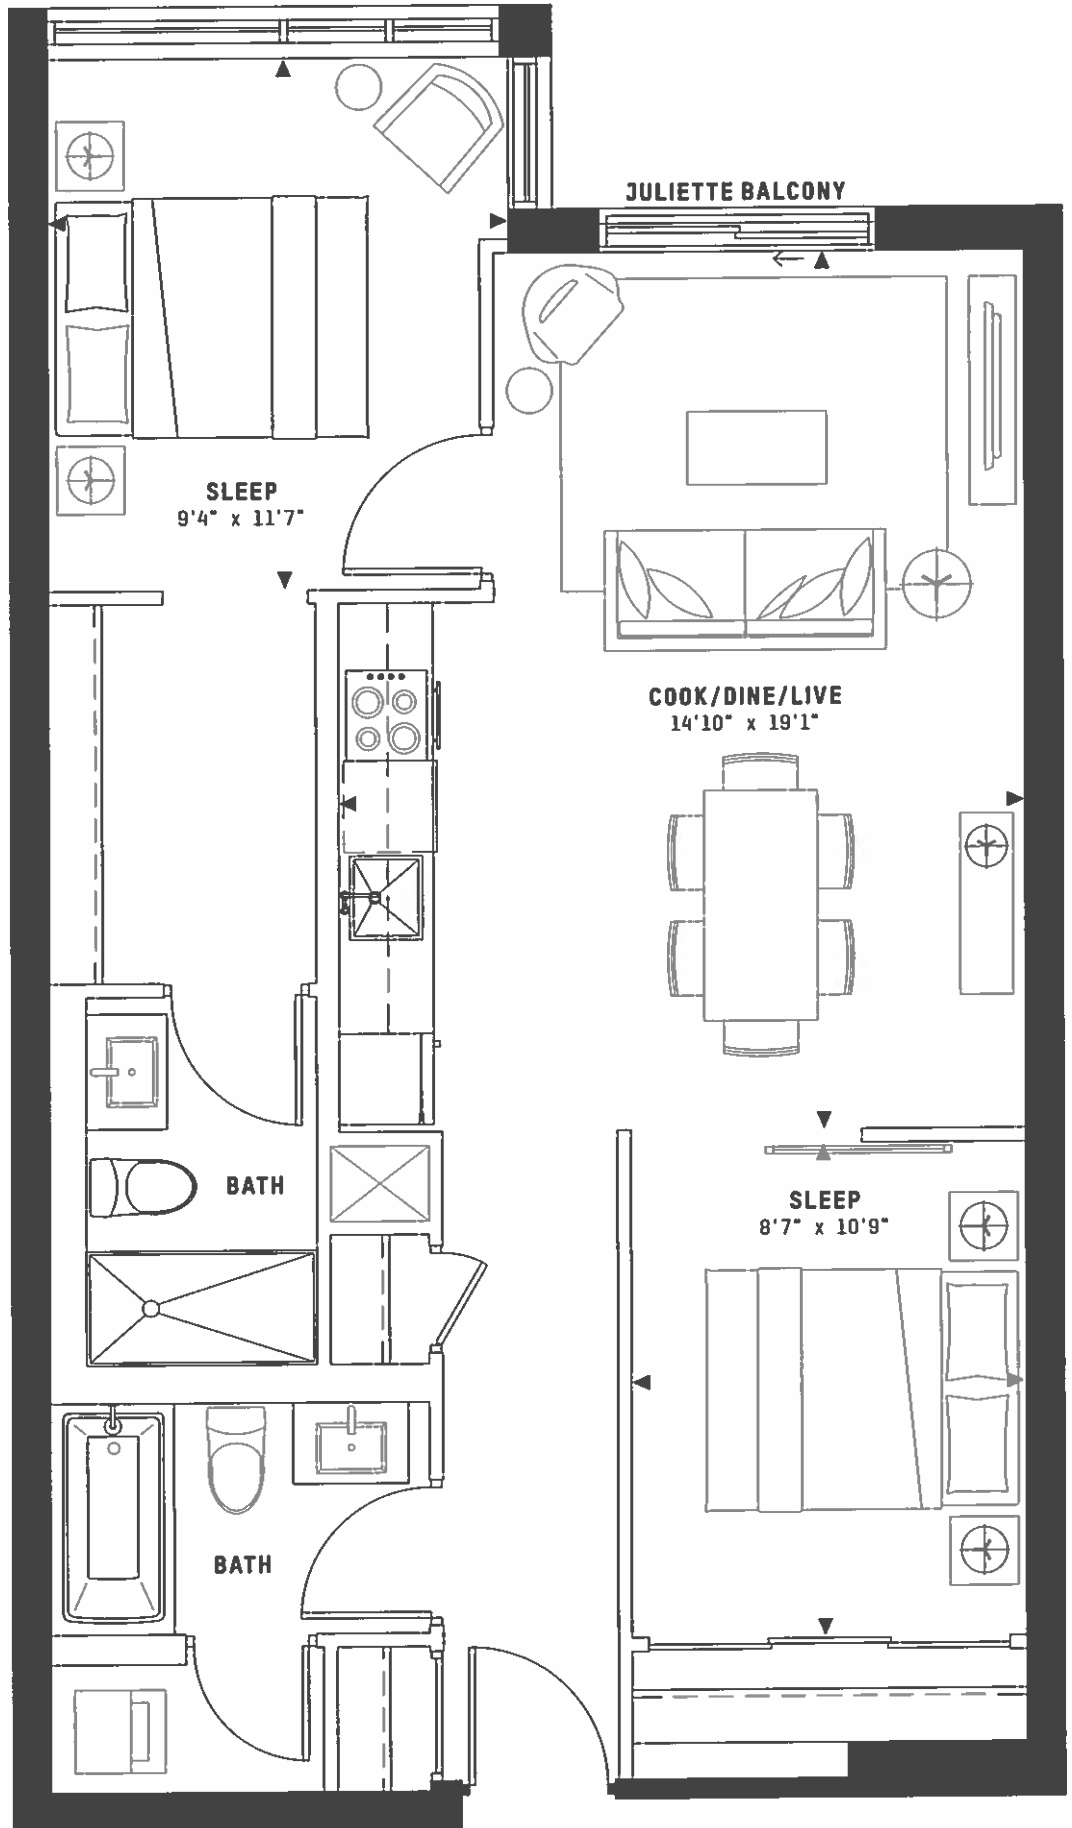 JULIETTE BALCONY
SLEEP
9'4" x 11'7"
COOK/DINE/LIVE
14'10" x 19'1"
BATH
SLEEP
8'7" x 10'9"
BATH